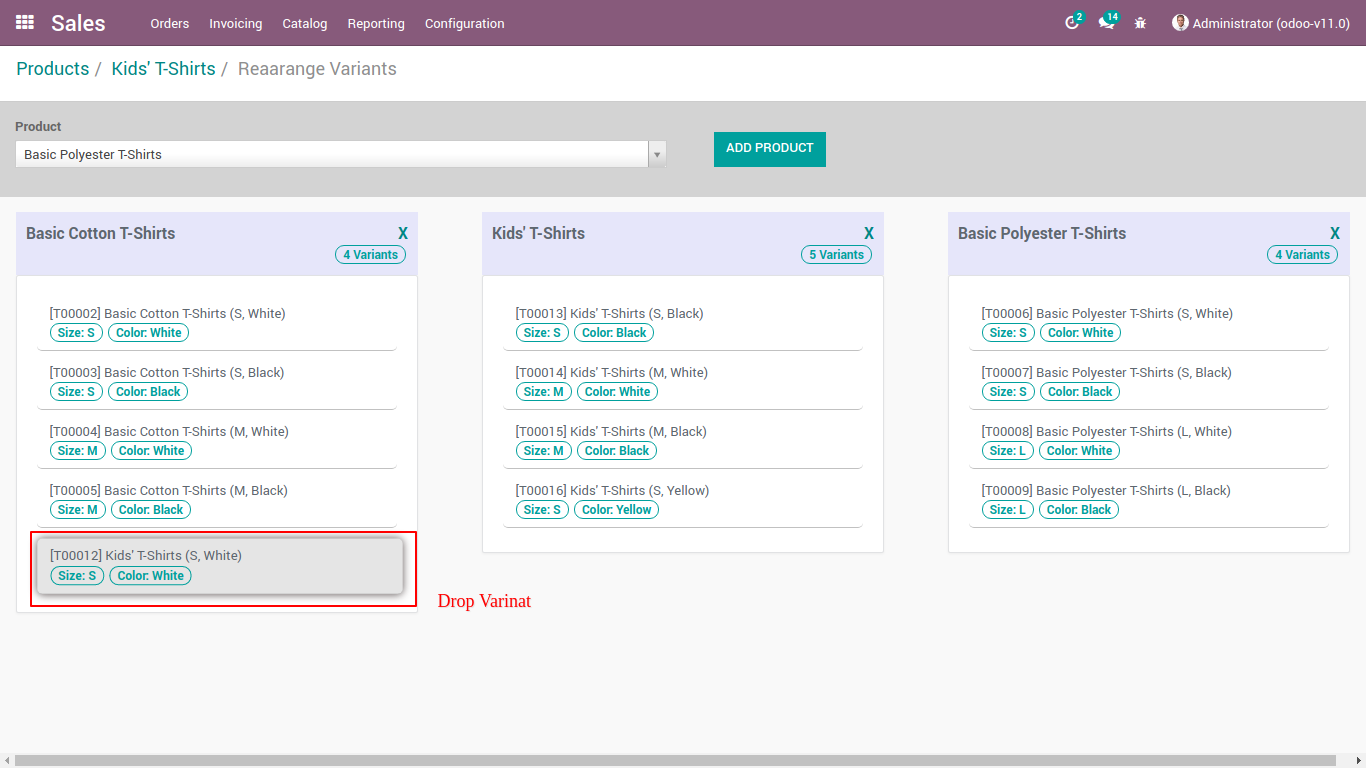 Sales Orders Invoicing Catalog Reporting Configuration 2 14 Administrator (odoo-v11.0)
Products / Kids' T-Shirts / Reaarange Variants
Product
Basic Polyester T-Shirts
ADD PRODUCT
Basic Cotton T-Shirts X
4 Variants
[T00002] Basic Cotton T-Shirts (S, White)
Size: S Color: White
[T00003] Basic Cotton T-Shirts (S, Black)
Size: S Color: Black
[T00004] Basic Cotton T-Shirts (M, White)
Size: M Color: White
[T00005] Basic Cotton T-Shirts (M, Black)
Size: M Color: Black
[T00012] Kids' T-Shirts (S, White)
Size: S Color: White
Drop Varinat
Kids' T-Shirts X
5 Variants
[T00013] Kids' T-Shirts (S, Black)
Size: S Color: Black
[T00014] Kids' T-Shirts (M, White)
Size: M Color: White
[T00015] Kids' T-Shirts (M, Black)
Size: M Color: Black
[T00016] Kids' T-Shirts (S, Yellow)
Size: S Color: Yellow
Basic Polyester T-Shirts X
4 Variants
[T00006] Basic Polyester T-Shirts (S, White)
Size: S Color: White
[T00007] Basic Polyester T-Shirts (S, Black)
Size: S Color: Black
[T00008] Basic Polyester T-Shirts (L, White)
Size: L Color: White
[T00009] Basic Polyester T-Shirts (L, Black)
Size: L Color: Black